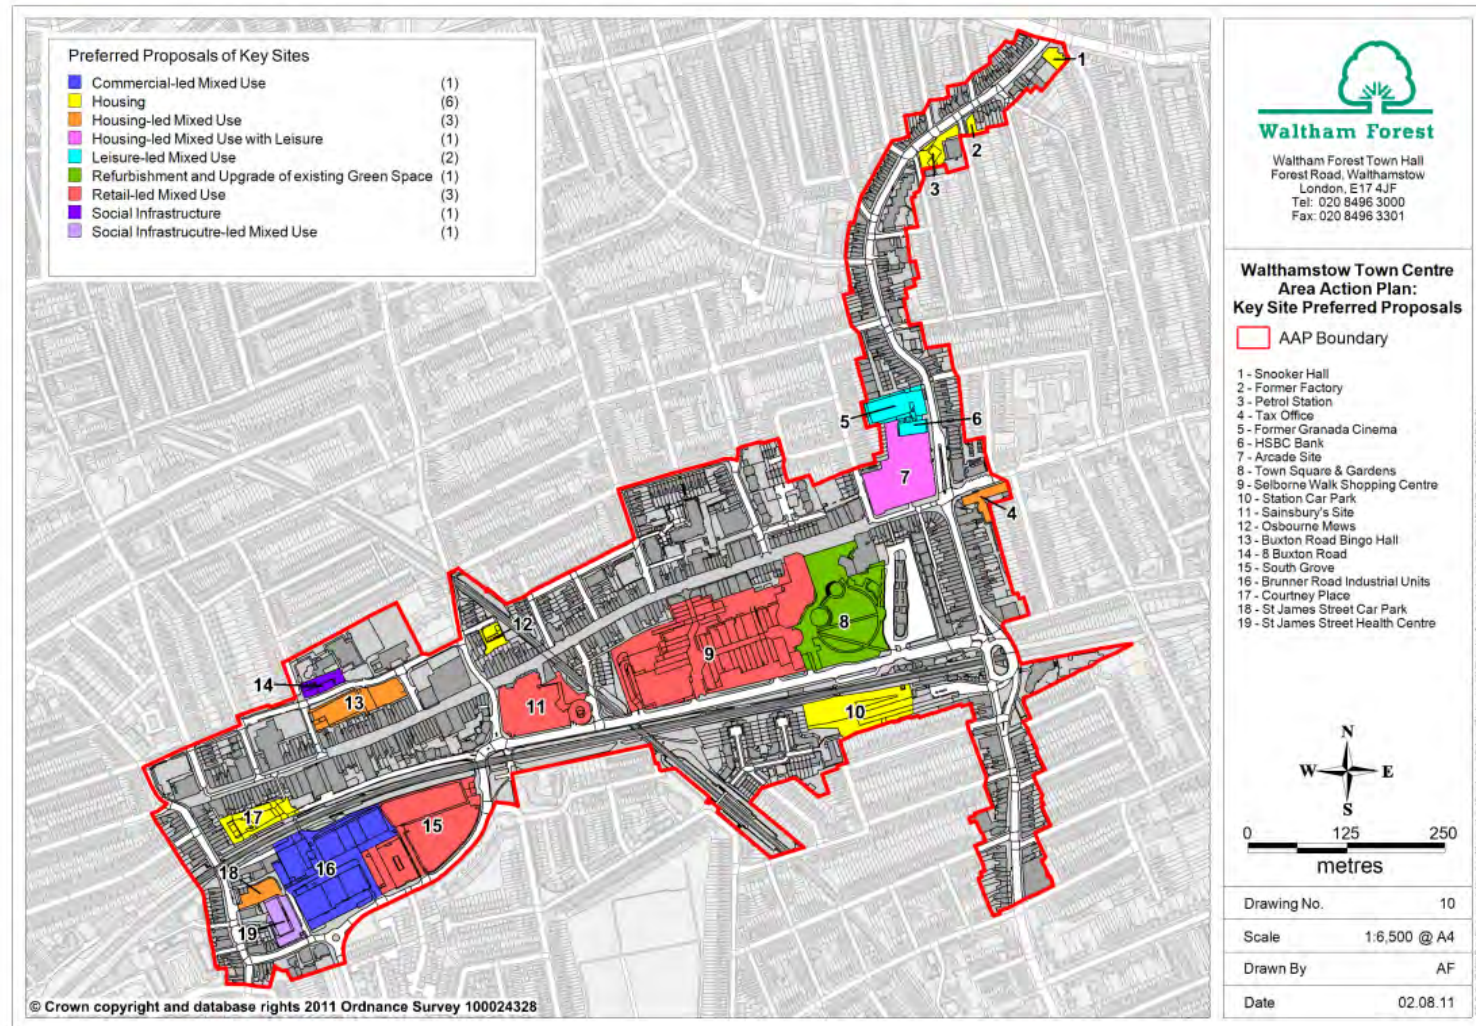 Preferred Proposals of Key Sites
Commercial-led Mixed Use (1)
Housing (6)
Housing-led Mixed Use (3)
Housing-led Mixed Use with Leisure (1)
Leisure-led Mixed Use (2)
Refurbishment and Upgrade of existing Green Space (1)
Retail-led Mixed Use (3)
Social Infrastructure (1)
Social Infrastrucutre-led Mixed Use (1)
1
2
3
5
6
7
4
8
12
9
14
13
11
10
17
15
16
18
19
© Crown copyright and database rights 2011 Ordnance Survey 100024328
Waltham Forest
Waltham Forest Town Hall
Forest Road, Walthamstow
London, E17 4JF
Tel: 020 8496 3000
Fax: 020 8496 3301
Walthamstow Town Centre
Area Action Plan:
Key Site Preferred Proposals
AAP Boundary
1 - Snooker Hall
2 - Former Factory
3 - Petrol Station
4 - Tax Office
5 - Former Granada Cinema
6 - HSBC Bank
7 - Arcade Site
8 - Town Square & Gardens
9 - Selborne Walk Shopping Centre
10 - Station Car Park
11 - Sainsbury's Site
12 - Osbourne Mews
13 - Buxton Road Bingo Hall
14 - 8 Buxton Road
15 - South Grove
16 - Brunner Road Industrial Units
17 - Courtney Place
18 - St James Street Car Park
19 - St James Street Health Centre
N
W E
S
0 125 250
metres
Drawing No. 10
Scale 1:6,500 @ A4
Drawn By AF
Date 02.08.11